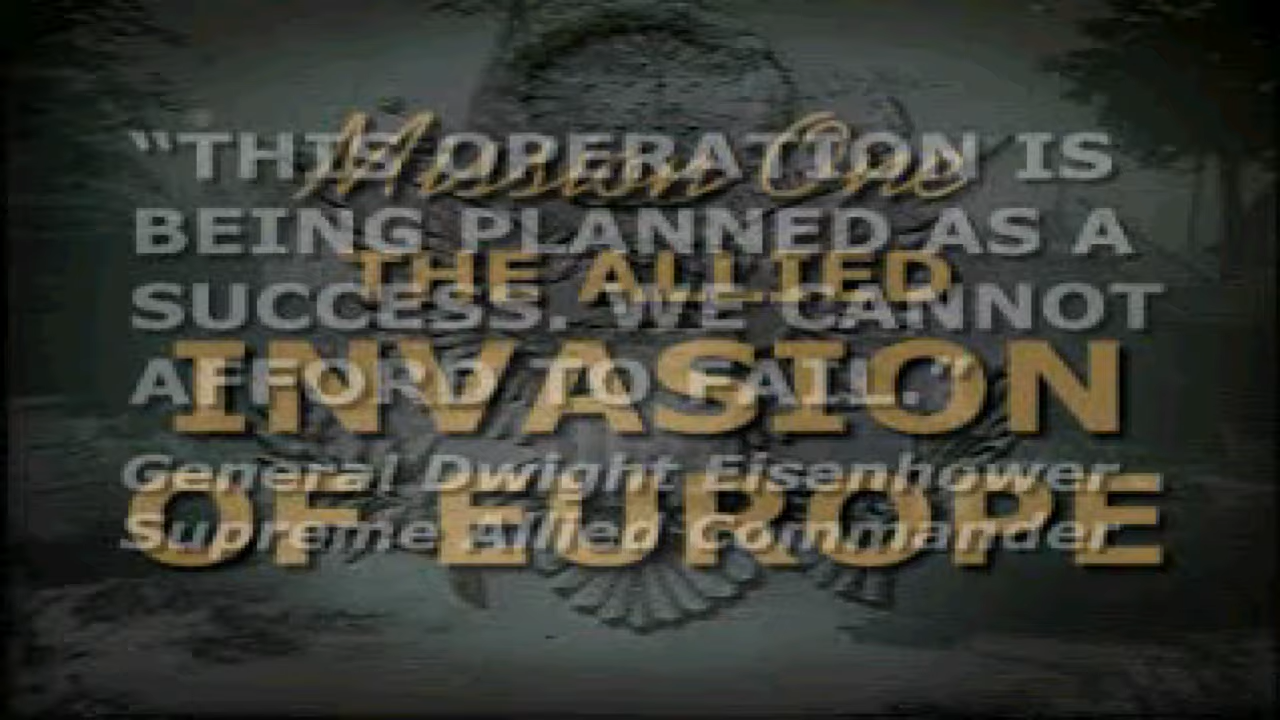 Mission One
THE ALLIED
INVASION
OF EUROPE
“THIS OPERATION IS
BEING PLANNED AS A
SUCCESS. WE CANNOT
AFFORD TO FAIL.”
General Dwight Eisenhower
Supreme Allied Commander